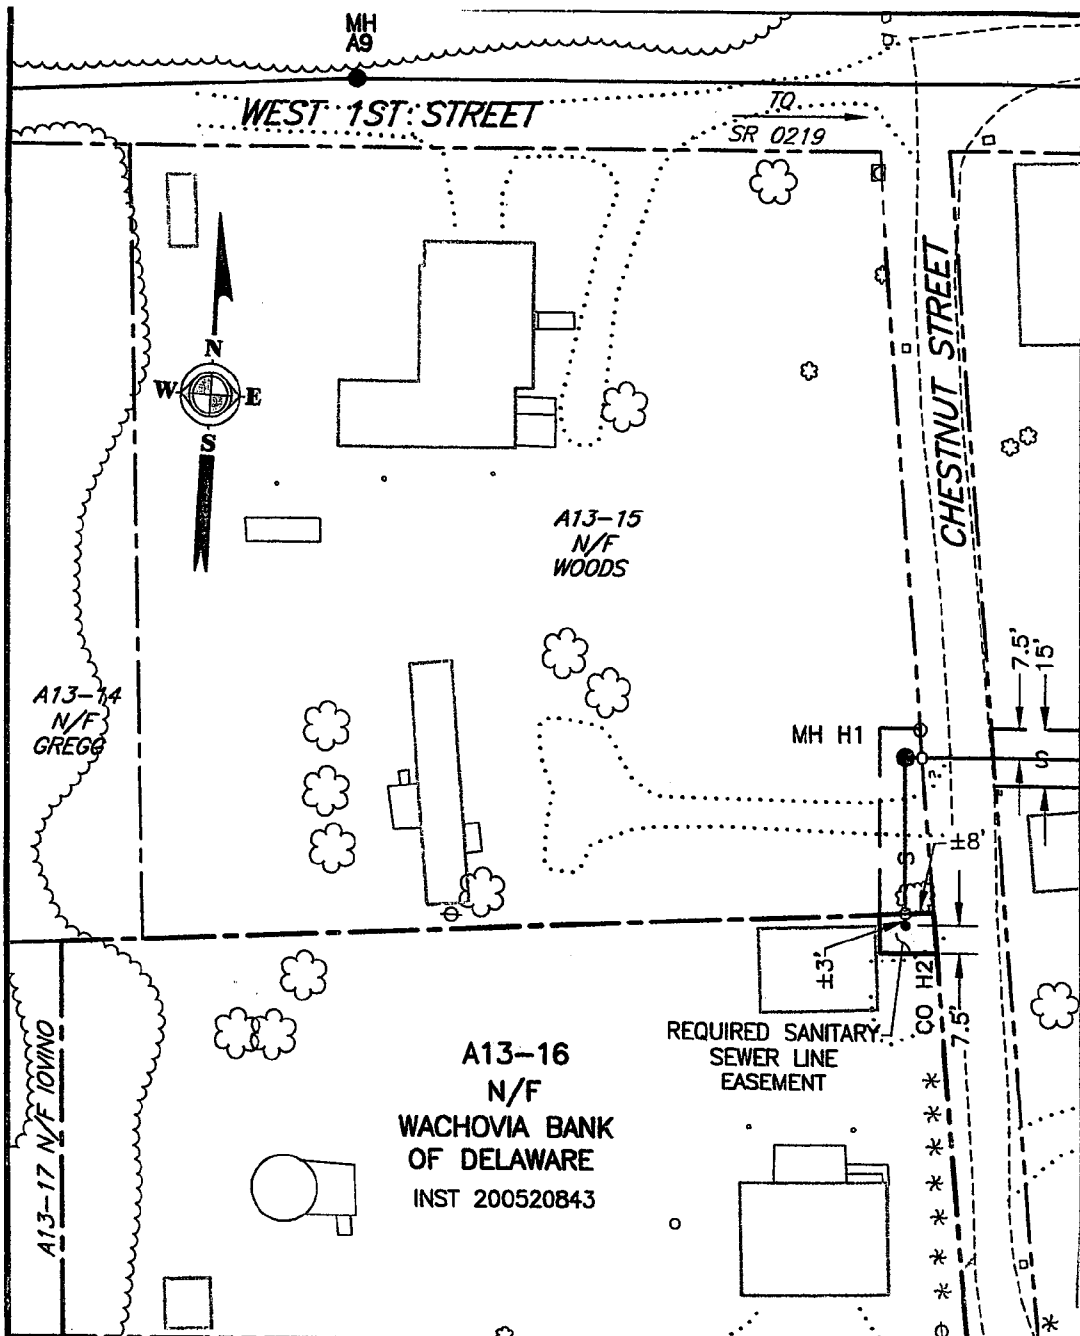 MH
A9
WEST 1ST STREET
TO
SR 0219
CHESTNUT STREET
N
W
E
S
A13-15
N/F
WOODS
A13-14
N/F
GREGG
7.5'
15'
MH H1
S
?
S
±8'
±3'
CO H2
7.5'
REQUIRED SANITARY
SEWER LINE
EASEMENT
A13-16
N/F
WACHOVIA BANK
OF DELAWARE
INST 200520843
A13-17 N/F IOVINO